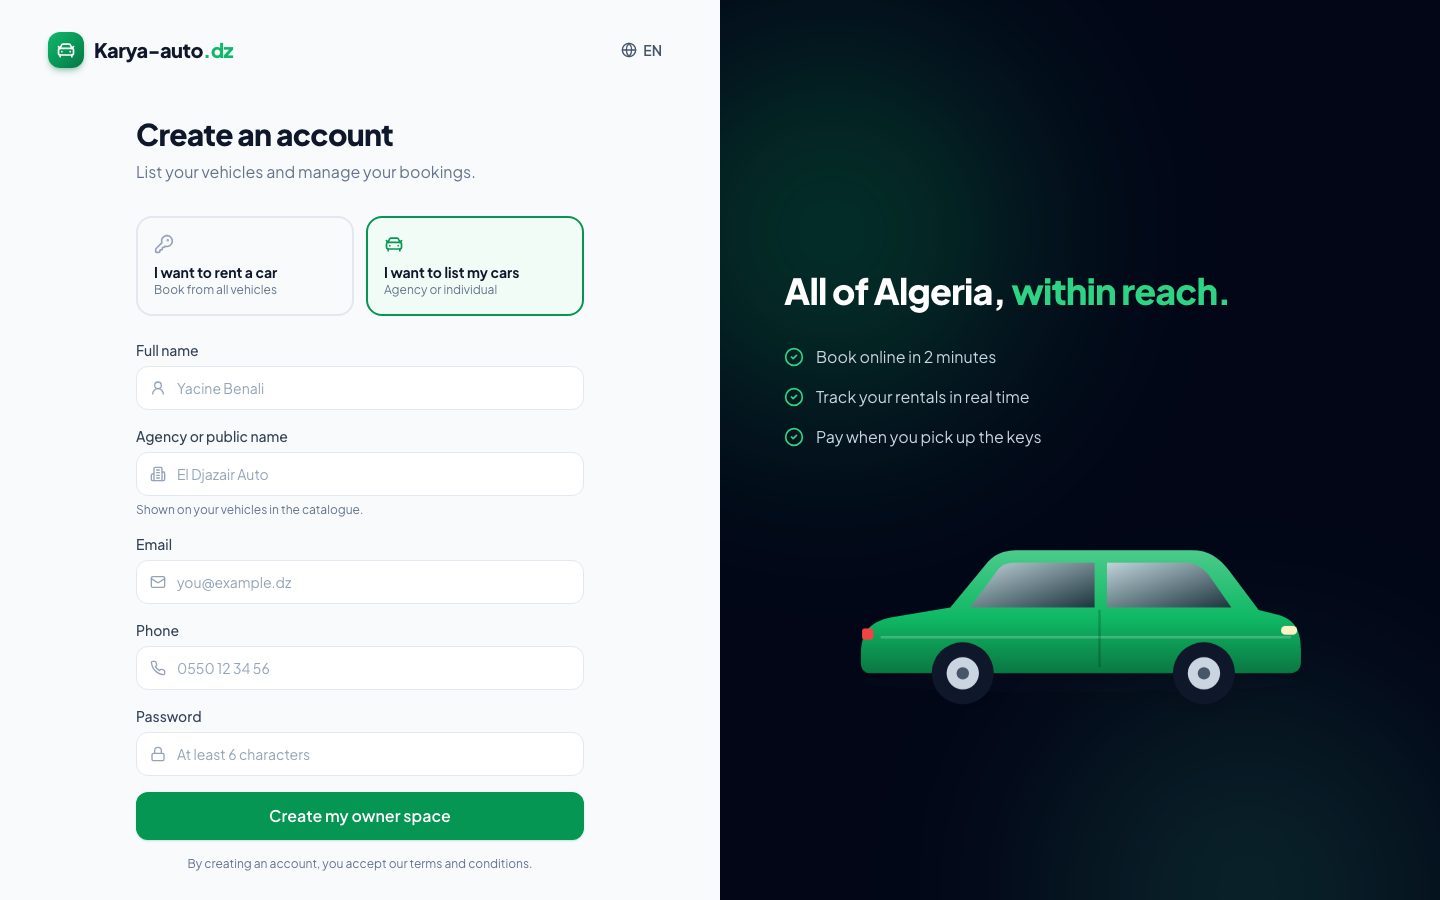 Karya-auto.dz
EN
Create an account
List your vehicles and manage your bookings.
I want to rent a car
Book from all vehicles
I want to list my cars
Agency or individual
Full name
Yacine Benali
Agency or public name
El Djazair Auto
Shown on your vehicles in the catalogue.
Email
you@example.dz
Phone
0550 12 34 56
Password
At least 6 characters
Create my owner space
By creating an account, you accept our terms and conditions.
All of Algeria, within reach.
Book online in 2 minutes
Track your rentals in real time
Pay when you pick up the keys